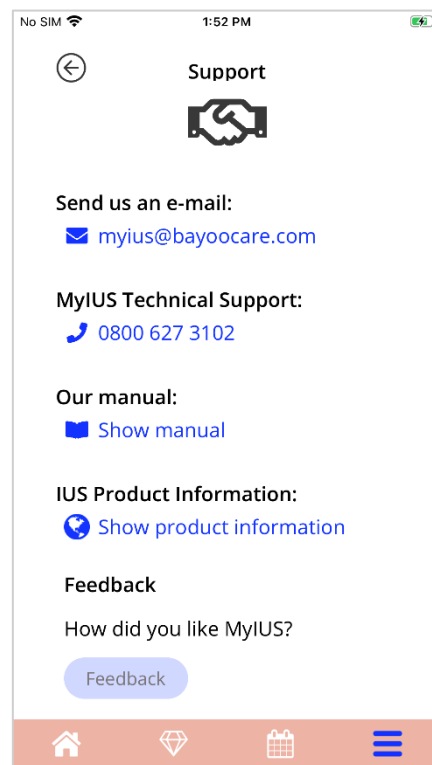 No SIM 1:52 PM
Support
Send us an e-mail:
myius@bayoocare.com
MyIUS Technical Support:
0800 627 3102
Our manual:
Show manual
IUS Product Information:
Show product information
Feedback
How did you like MyIUS?
Feedback